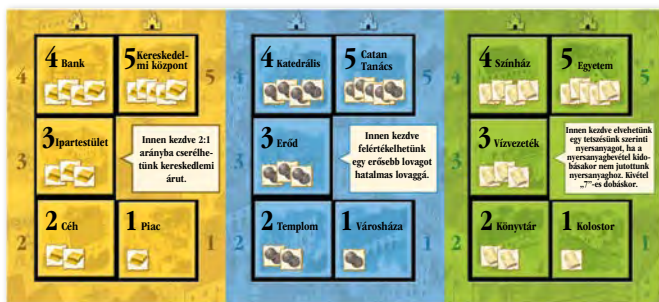 4 Bank
5 Kereskedel-
mi központ
4
5
3 Ipartestület
3
Innen kezdve 2:1
arányba cserélhe-
tünk kereskedlemi
árut.
2 Céh
1 Piac
2
1
4 Katedrális
5 Catan
Tanács
4
5
3 Erőd
3
Innen kezdve
felértékelhetünk
egy erősebb lovagot
hatalmas lovaggá.
2 Templom
1 Városháza
2
1
4 Színház
5 Egyetem
4
5
3 Vízvezeték
3
Innen kezdve elvehetünk
egy tetszésünk szerinti
nyersanyagot, ha a
nyersanyagbevétel kido-
básakor nem jutottunk
nyersanyaghoz. Kivétel
„7”-es dobáskor.
2 Könyvtár
1 Kolostor
2
1